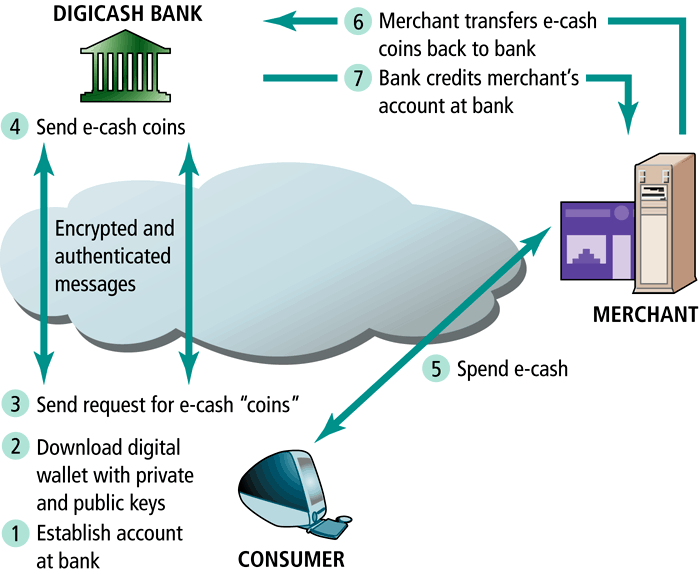 DIGICASH BANK
6 Merchant transfers e-cash
coins back to bank
7 Bank credits merchant's
account at bank
4 Send e-cash coins
Encrypted and
authenticated
messages
MERCHANT
5 Spend e-cash
3 Send request for e-cash “coins”
2 Download digital
wallet with private
and public keys
1 Establish account
at bank
CONSUMER